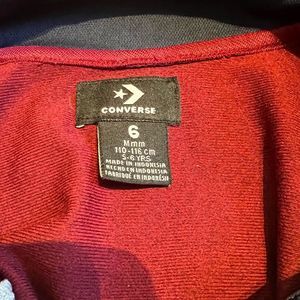 CONVERSE
6
Mmm
110-116 cm
5-6 YRS
MADE IN INDONESIA
HECHO EN INDONESIA
FABRIQUÉ EN INDONÉSIE